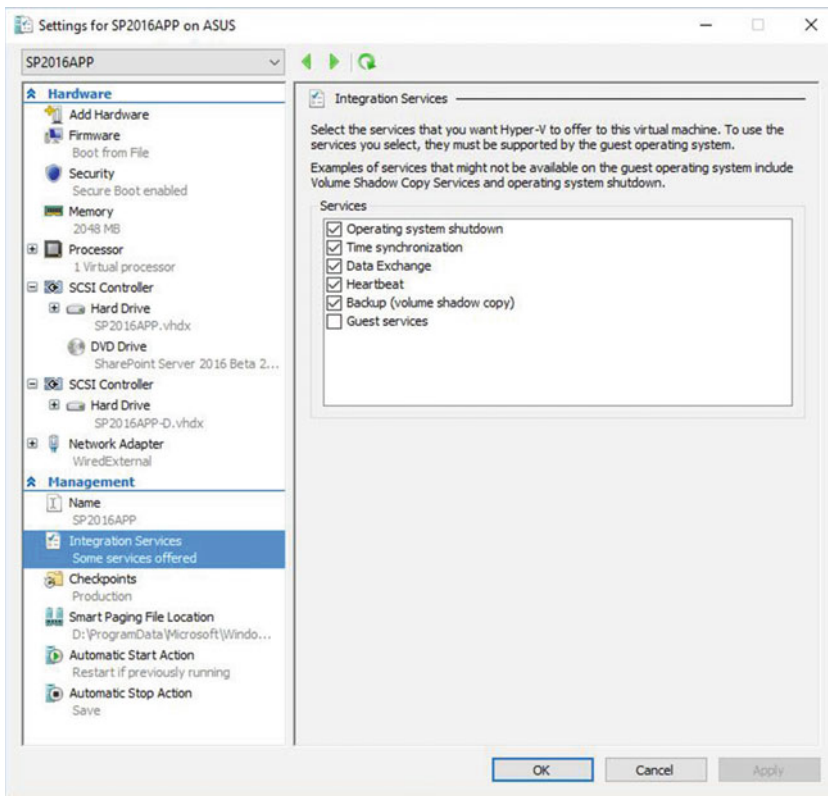 Settings for SP2016APP on ASUS
SP2016APP
Hardware
Add Hardware
Firmware
Boot from File
Security
Secure Boot enabled
Memory
2048 MB
Processor
1 Virtual processor
SCSI Controller
Hard Drive
SP2016APP.vhdx
DVD Drive
SharePoint Server 2016 Beta 2...
SCSI Controller
Hard Drive
SP2016APP-D.vhdx
Network Adapter
WiredExternal
Management
Name
SP2016APP
Integration Services
Some services offered
Checkpoints
Production
Smart Paging File Location
D:\ProgramData\Microsoft\Windo...
Automatic Start Action
Restart if previously running
Automatic Stop Action
Save
Integration Services
Select the services that you want Hyper-V to offer to this virtual machine. To use the
services you select, they must be supported by the guest operating system.
Examples of services that might not be available on the guest operating system include
Volume Shadow Copy Services and operating system shutdown.
Services
Operating system shutdown
Time synchronization
Data Exchange
Heartbeat
Backup (volume shadow copy)
Guest services
OK
Cancel
Apply